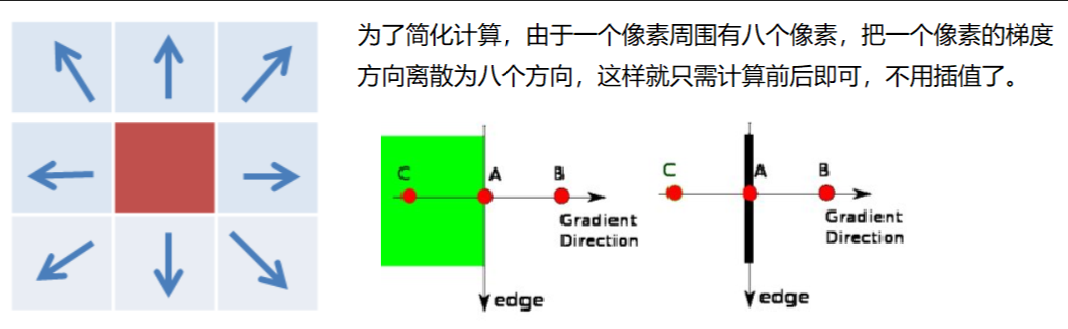 为了简化计算，由于一个像素周围有八个像素，把一个像素的梯度
方向离散为八个方向，这样就只需计算前后即可，不用插值了。
C A B
Gradient
Direction
edge
C A B
Gradient
Direction
edge